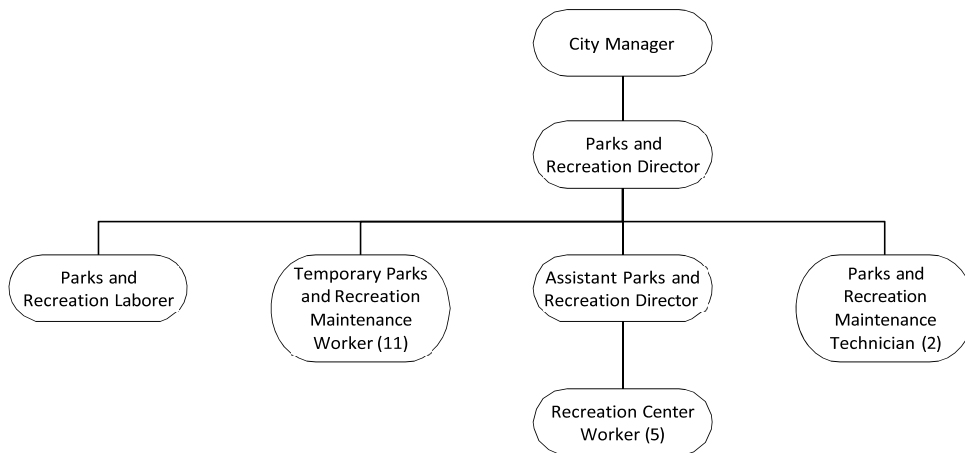 City Manager
Parks and
Recreation Director
Parks and
Recreation Laborer
Temporary Parks
and Recreation
Maintenance
Worker (11)
Assistant Parks and
Recreation Director
Parks and
Recreation
Maintenance
Technician (2)
Recreation Center
Worker (5)